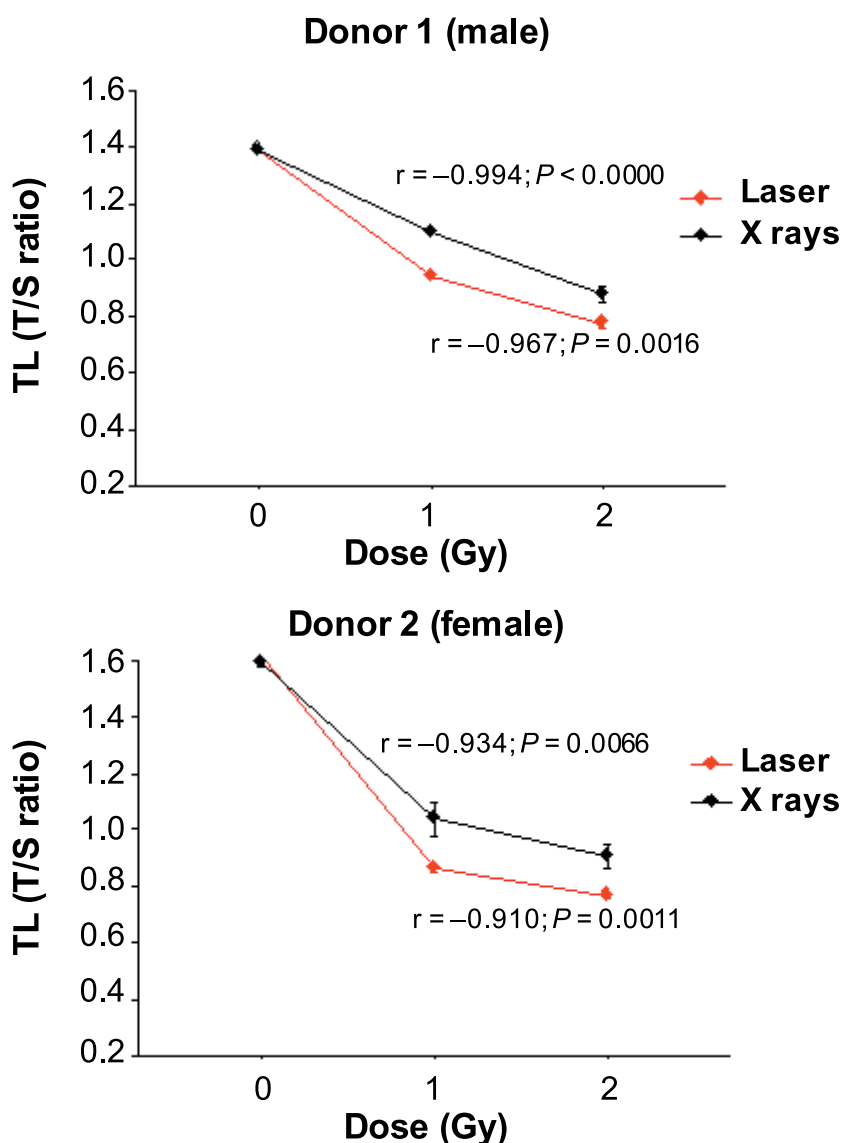 Donor 1 (male)
TL (T/S ratio)
1.6
1.4
1.2
1.0
0.8
0.6
0.4
0.2
r = –0.994; P < 0.0000
r = –0.967; P = 0.0016
Laser
X rays
0 1 2
Dose (Gy)
Donor 2 (female)
TL (T/S ratio)
1.6
1.4
1.2
1.0
0.8
0.6
0.4
0.2
r = –0.934; P = 0.0066
r = –0.910; P = 0.0011
Laser
X rays
0 1 2
Dose (Gy)